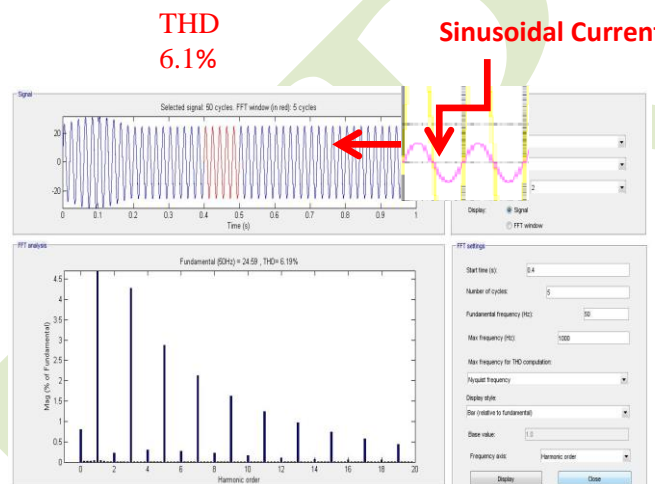 THD
6.1%
Sinusoidal Current
Signal
Selected signal: 50 cycles. FFT window (in red): 5 cycles
20
0
-20
0 0.1 0.2 0.3 0.4 0.5 0.6 0.7 0.8 0.9 1
Time (s)
2
Display: Signal
FFT window
FFT analysis
Fundamental (50Hz) = 24.59 , THD= 6.19%
4.5
4
3.5
3
2.5
2
1.5
1
0.5
0
Mag (% of Fundamental)
0 2 4 6 8 10 12 14 16 18 20
Harmonic order
FFT settings
Start time (s): 0.4
Number of cycles: 5
Fundamental frequency (Hz): 50
Max frequency (Hz): 1000
Max frequency for THD computation:
Nyquist frequency
Display style:
Bar (relative to fundamental)
Base value: 1.0
Frequency axis: Harmonic order
Display Close